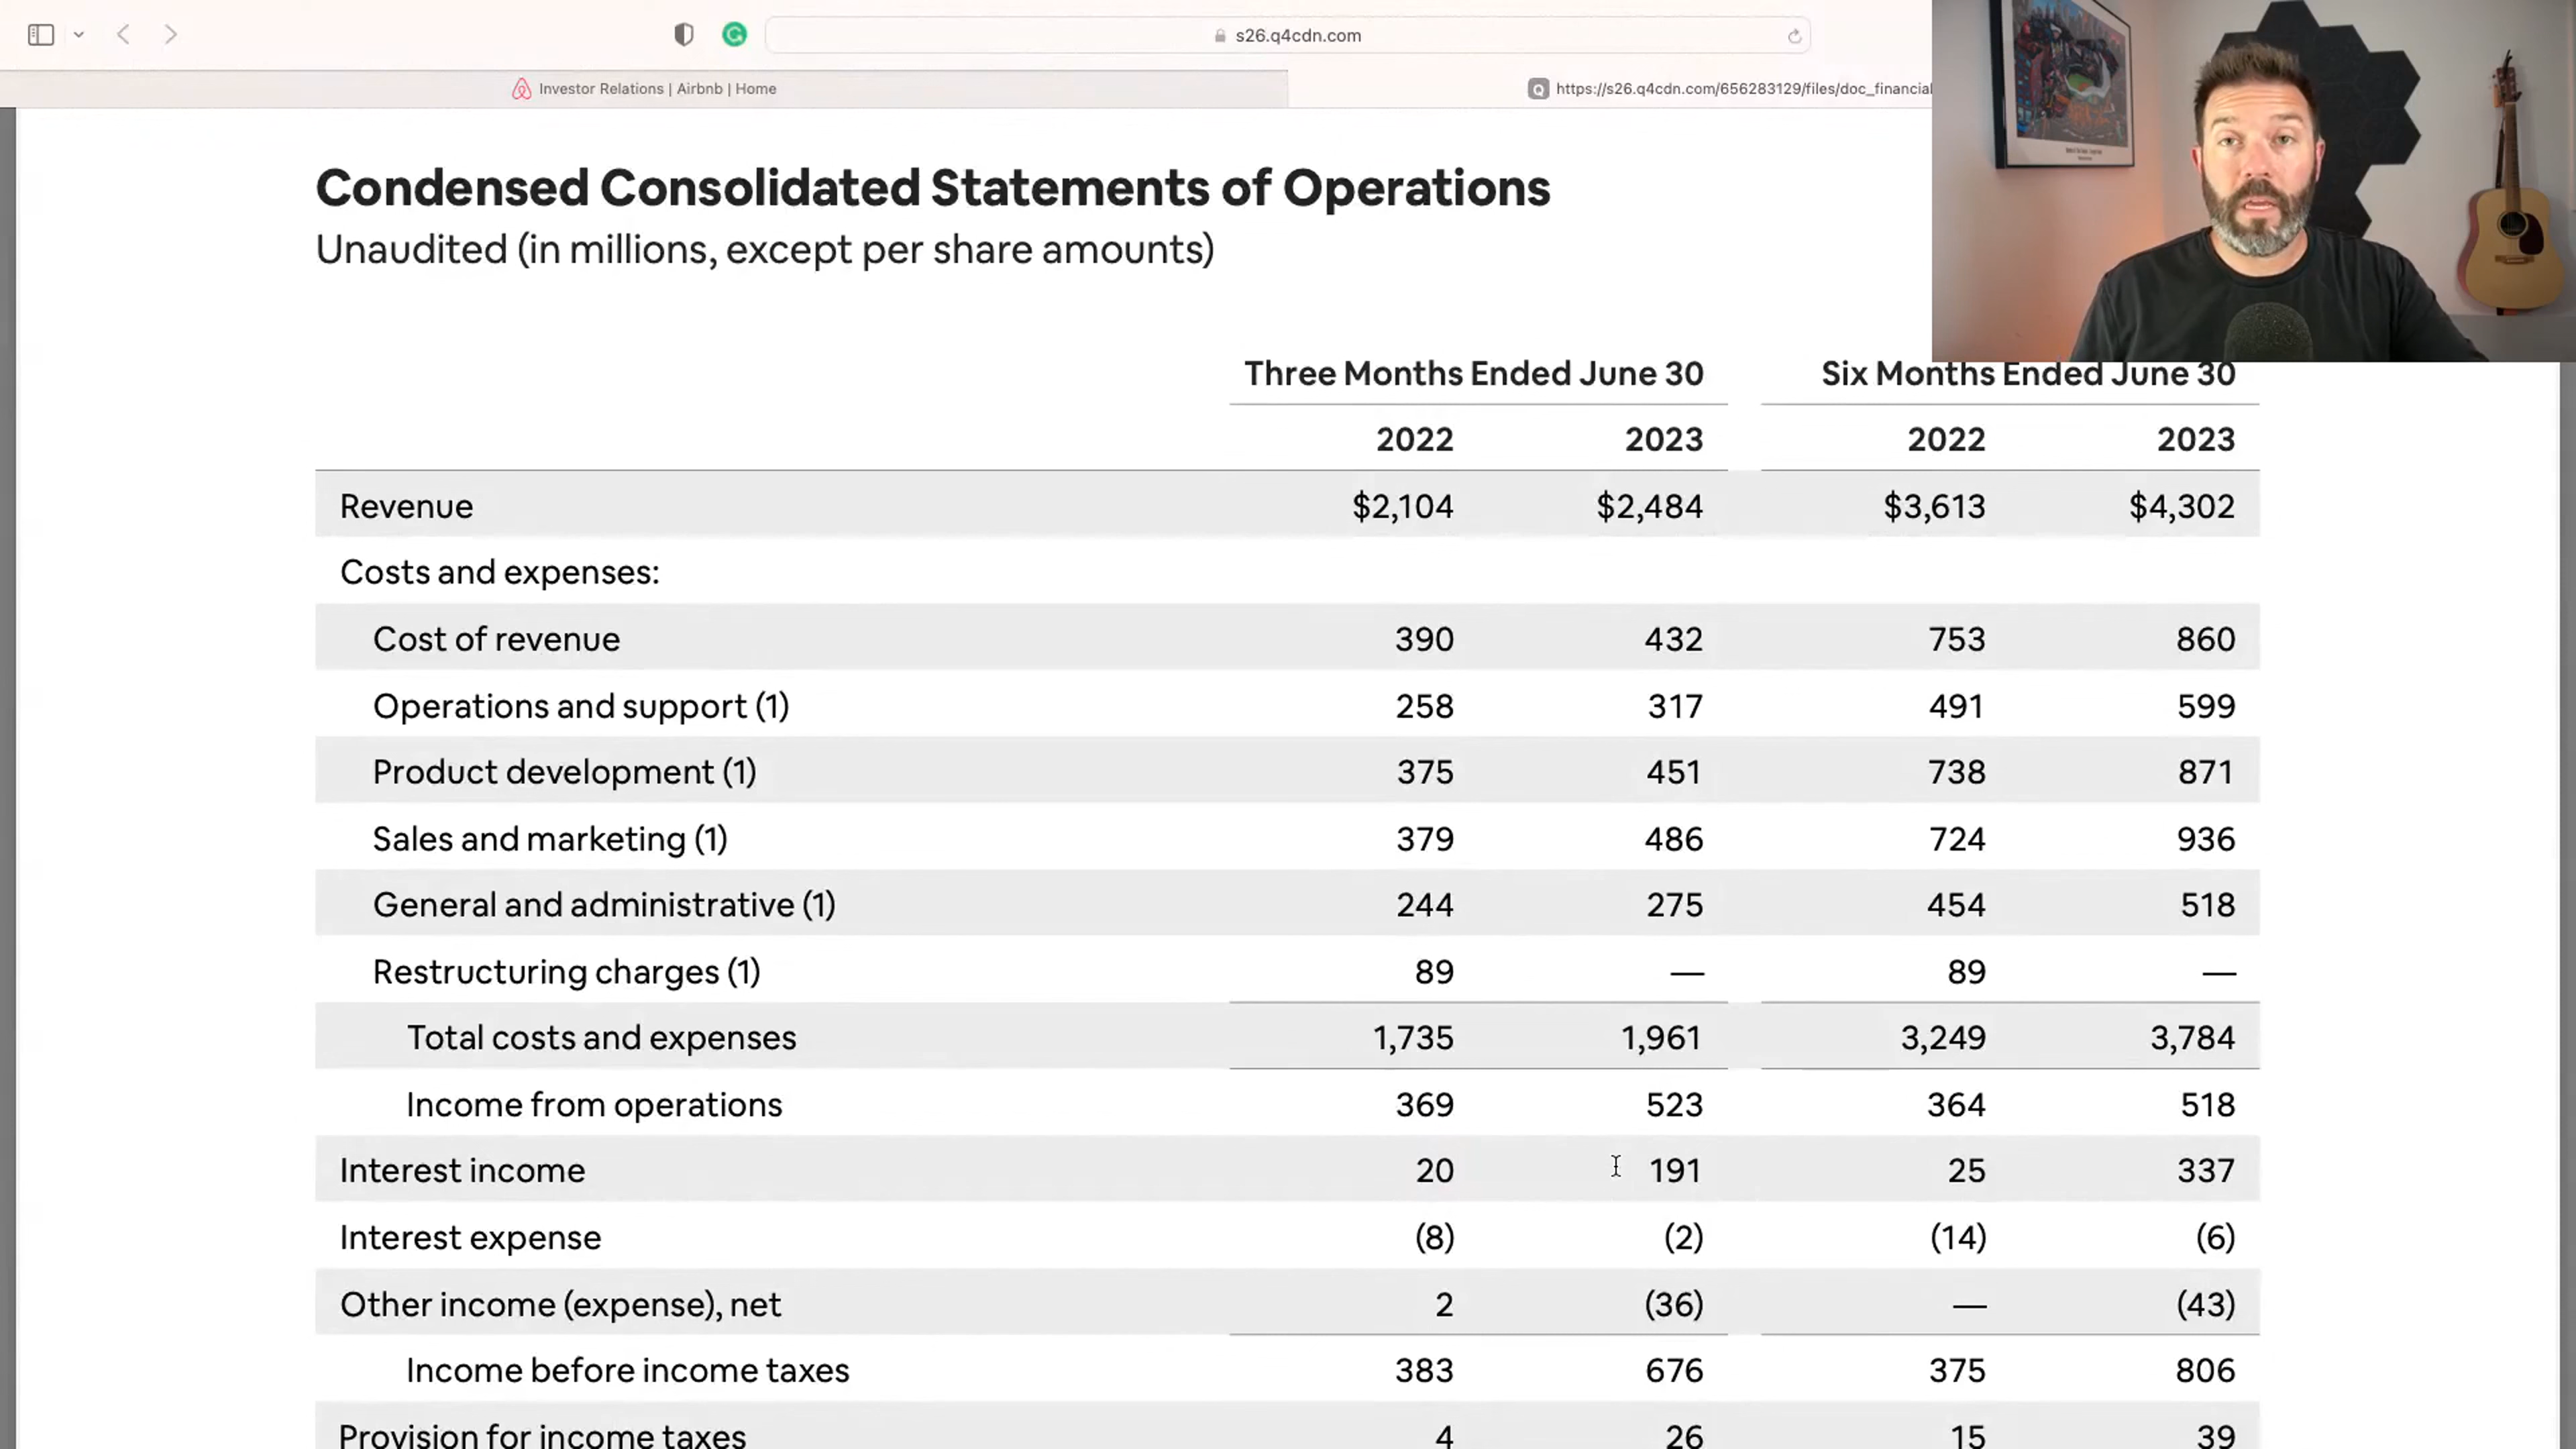 s26.q4cdn.com
Investor Relations | Airbnb | Home
https://s26.q4cdn.com/656283129/files/doc_financial
Condensed Consolidated Statements of Operations
Unaudited (in millions, except per share amounts)
Three Months Ended June 30 Six Months Ended June 30
2022 2023 2022 2023
Revenue $2,104 $2,484 $3,613 $4,302
Costs and expenses:
Cost of revenue 390 432 753 860
Operations and support (1) 258 317 491 599
Product development (1) 375 451 738 871
Sales and marketing (1) 379 486 724 936
General and administrative (1) 244 275 454 518
Restructuring charges (1) 89 — 89 —
Total costs and expenses 1,735 1,961 3,249 3,784
Income from operations 369 523 364 518
Interest income 20 191 25 337
Interest expense (8) (2) (14) (6)
Other income (expense), net 2 (36) — (43)
Income before income taxes 383 676 375 806
Provision for income taxes 4 26 15 39